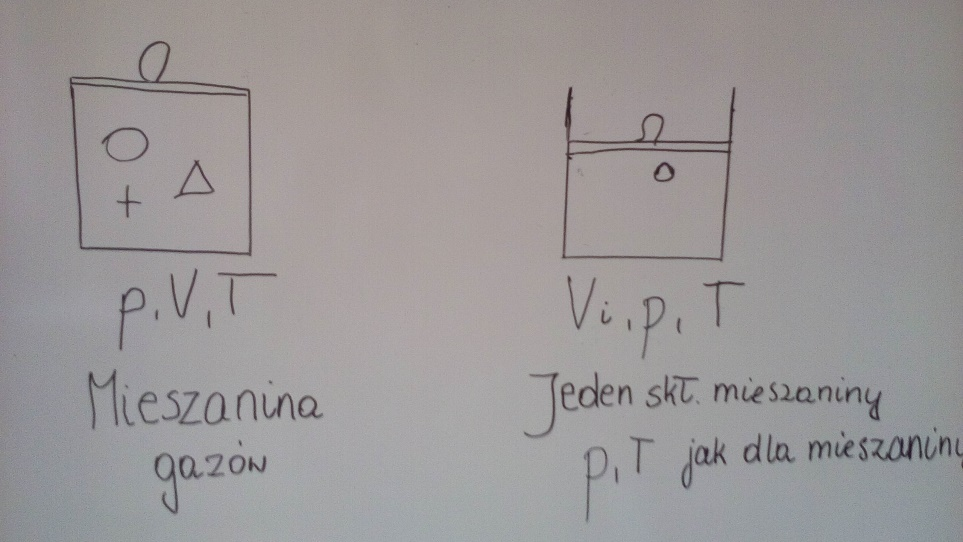 p, V, T
Mieszanina
gazów
Vi, p, T
Jeden skł. mieszaniny
p, T jak dla mieszaniny